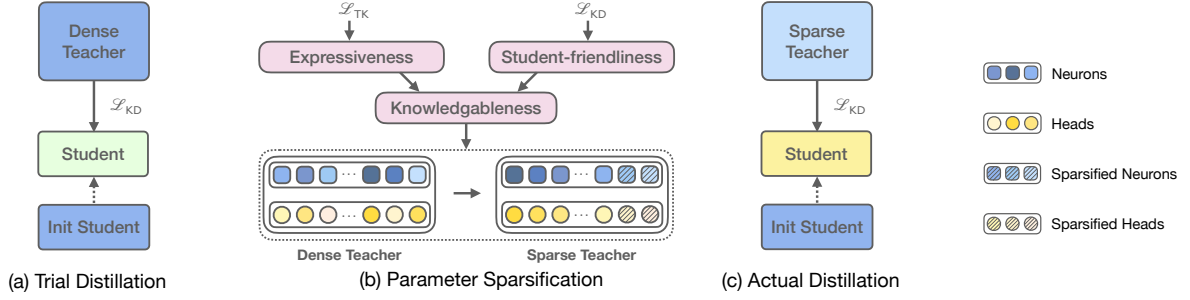 Dense
Teacher
ℒKD
Student
Init Student
(a) Trial Distillation
ℒTK
ℒKD
Expressiveness
Student-friendliness
Knowledgableness
···
···
···
···
Dense Teacher
Sparse Teacher
(b) Parameter Sparsification
Sparse
Teacher
ℒKD
Student
Init Student
(c) Actual Distillation
Neurons
Heads
Sparsified Neurons
Sparsified Heads